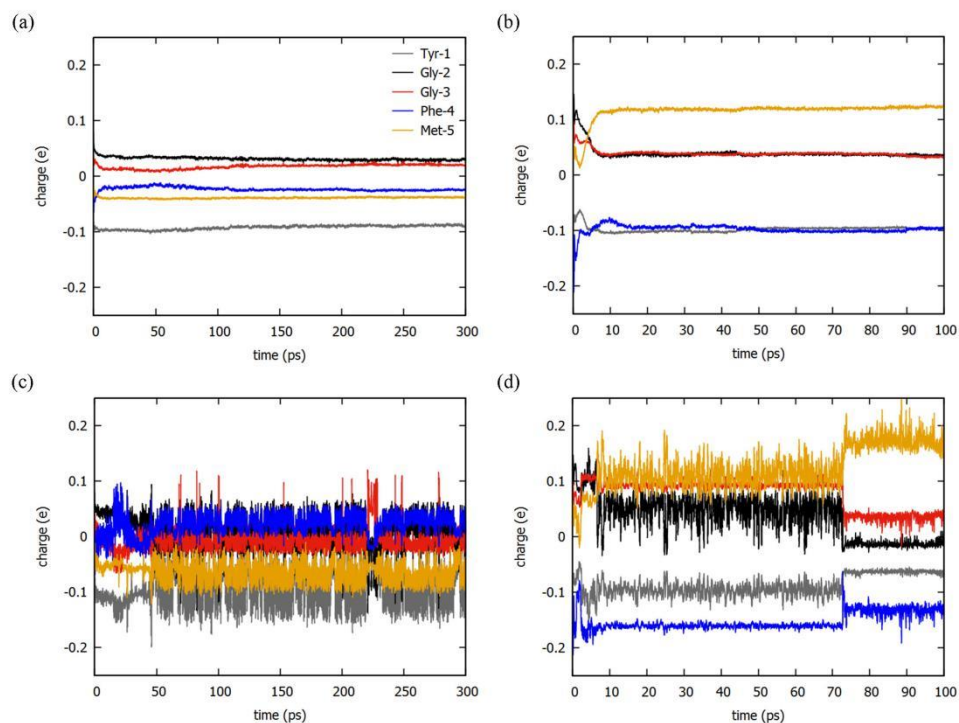 (a)
0.2
0.1
0
-0.1
-0.2
charge (e)
Tyr-1
Gly-2
Gly-3
Phe-4
Met-5
0 50 100 150 200 250 300
time (ps)
(b)
0.2
0.1
0
-0.1
-0.2
charge (e)
0 10 20 30 40 50 60 70 80 90 100
time (ps)
(c)
0.2
0.1
0
-0.1
-0.2
charge (e)
0 50 100 150 200 250 300
time (ps)
(d)
0.2
0.1
0
-0.1
-0.2
charge (e)
0 10 20 30 40 50 60 70 80 90 100
time (ps)